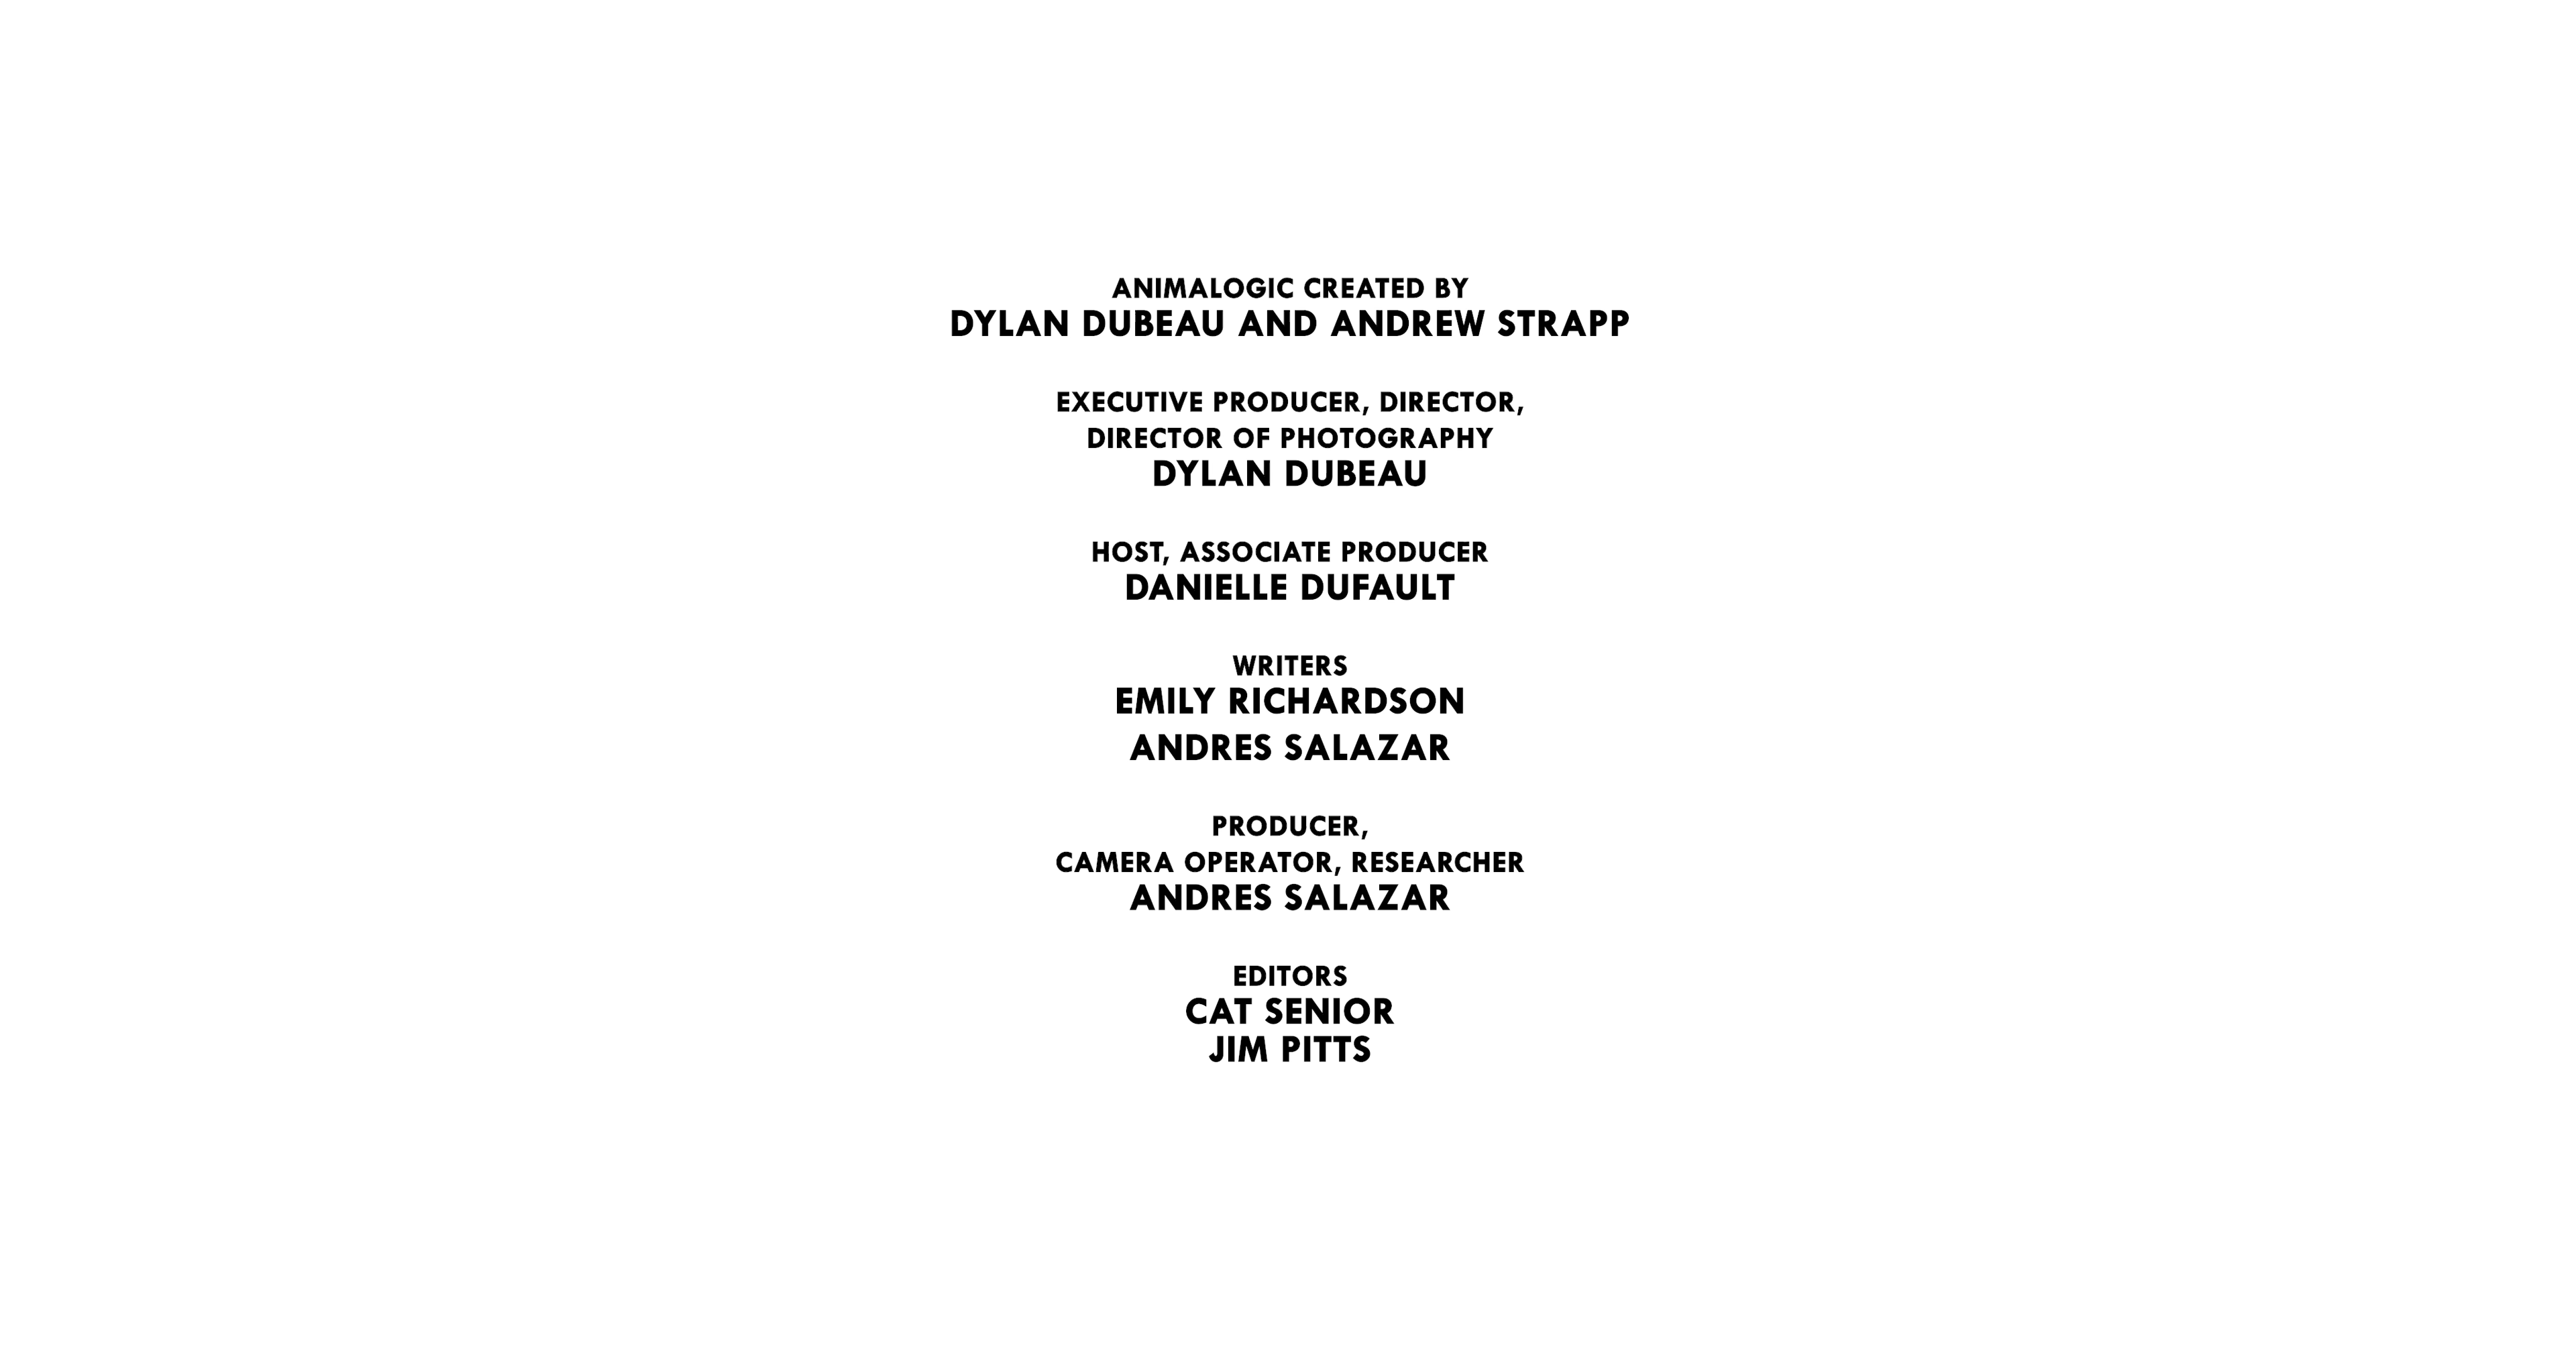 ANIMALOGIC CREATED BY
DYLAN DUBEAU AND ANDREW STRAPP
EXECUTIVE PRODUCER, DIRECTOR,
DIRECTOR OF PHOTOGRAPHY
DYLAN DUBEAU
HOST, ASSOCIATE PRODUCER
DANIELLE DUFAULT
WRITERS
EMILY RICHARDSON
ANDRES SALAZAR
PRODUCER,
CAMERA OPERATOR, RESEARCHER
ANDRES SALAZAR
EDITORS
CAT SENIOR
JIM PITTS